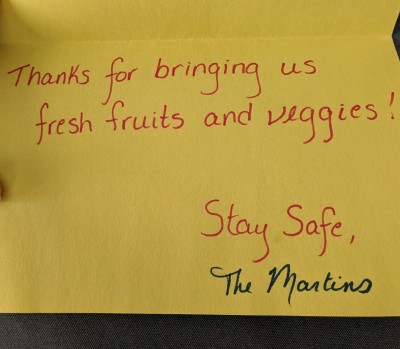 Thanks for bringing us
fresh fruits and veggies!
Stay Safe,
The Martins